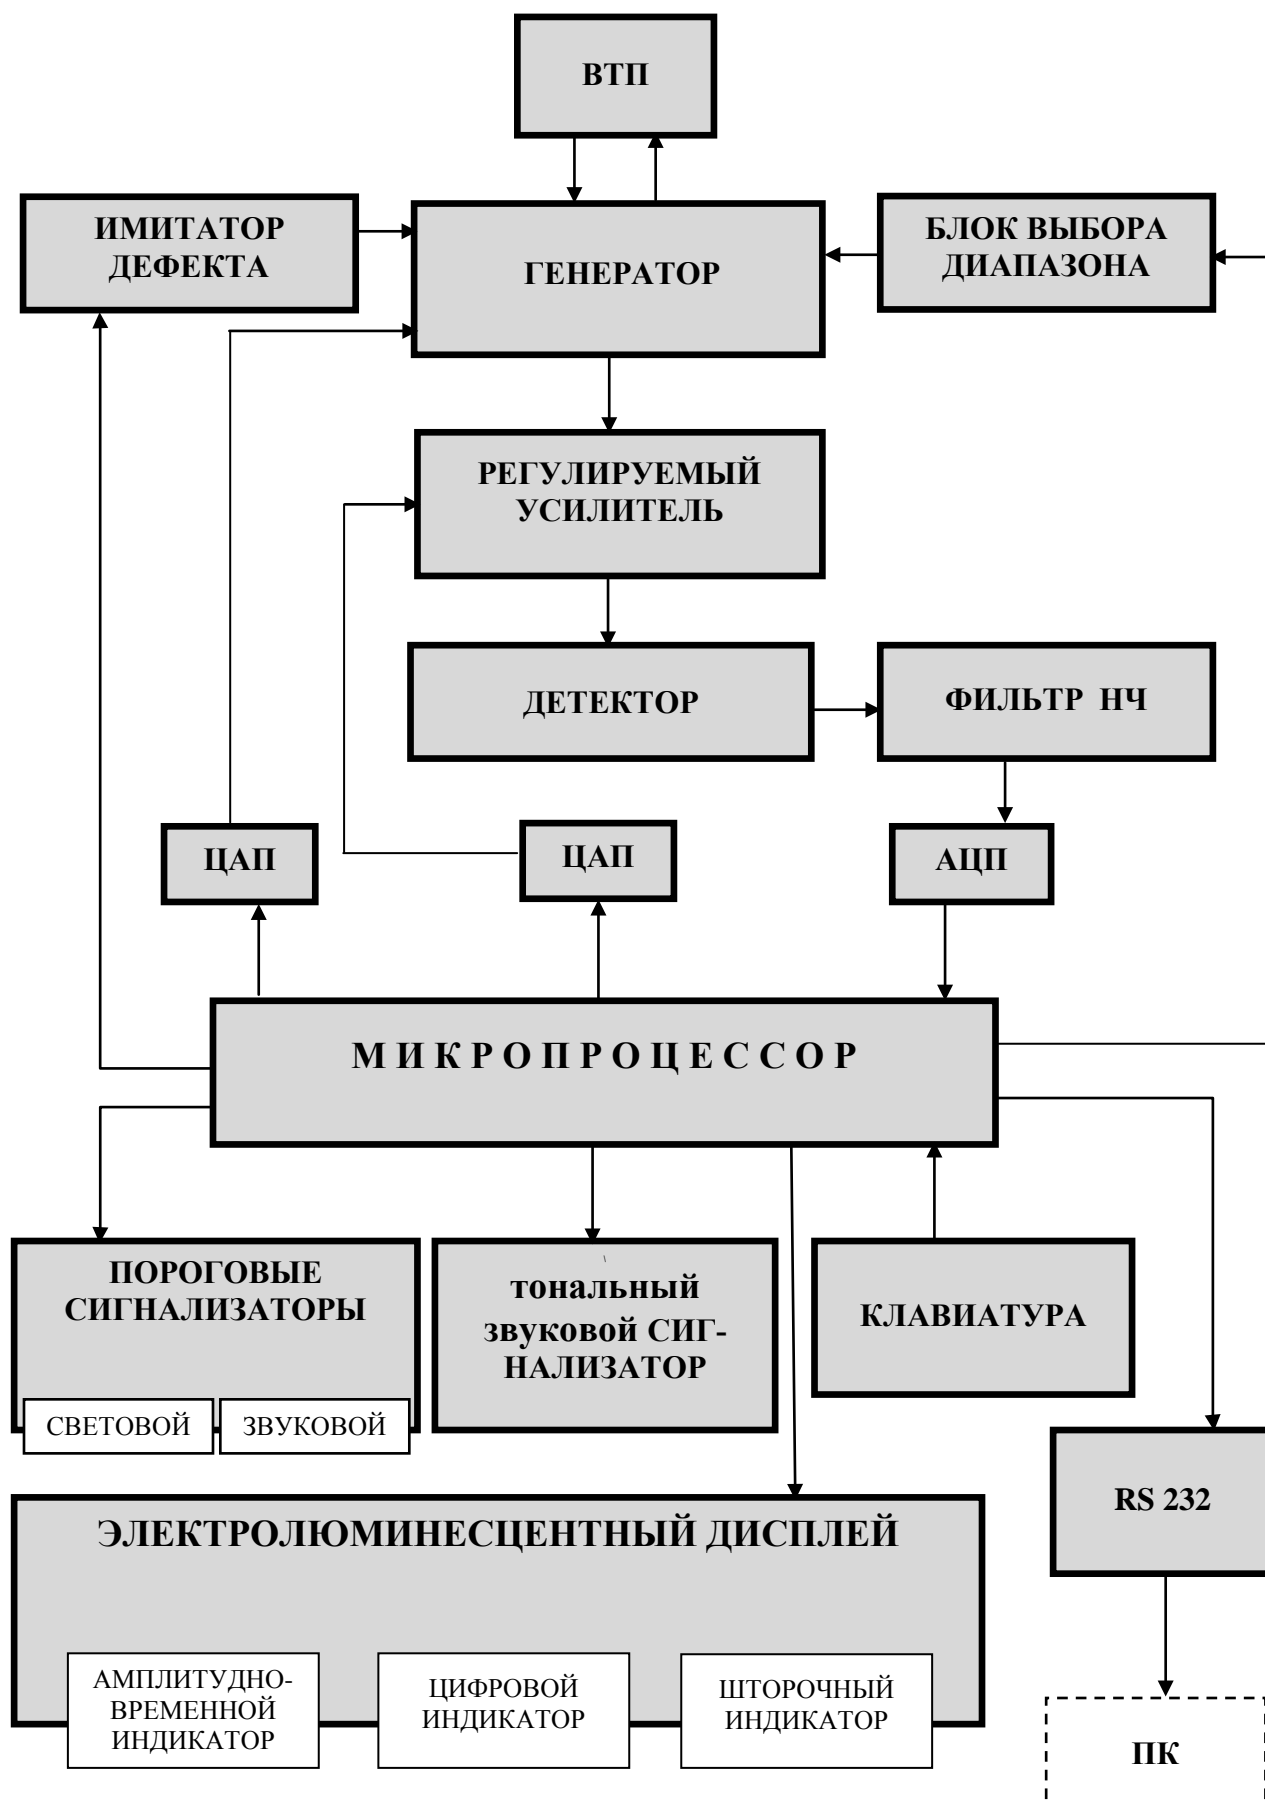 ВТП
ИМИТАТОР
ДЕФЕКТА
ГЕНЕРАТОР
БЛОК ВЫБОРА
ДИАПАЗОНА
РЕГУЛИРУЕМЫЙ
УСИЛИТЕЛЬ
ДЕТЕКТОР
ФИЛЬТР НЧ
ЦАП
ЦАП
АЦП
М И К Р О П Р О Ц Е С С О Р
ПОРОГОВЫЕ
СИГНАЛИЗАТОРЫ
СВЕТОВОЙ
ЗВУКОВОЙ
\
тональный
звуковой СИГ-
НАЛИЗАТОР
КЛАВИАТУРА
RS 232
ЭЛЕКТРОЛЮМИНЕСЦЕНТНЫЙ ДИСПЛЕЙ
АМПЛИТУДНО-
ВРЕМЕННОЙ
ИНДИКАТОР
ЦИФРОВОЙ
ИНДИКАТОР
ШТОРОЧНЫЙ
ИНДИКАТОР
ПК